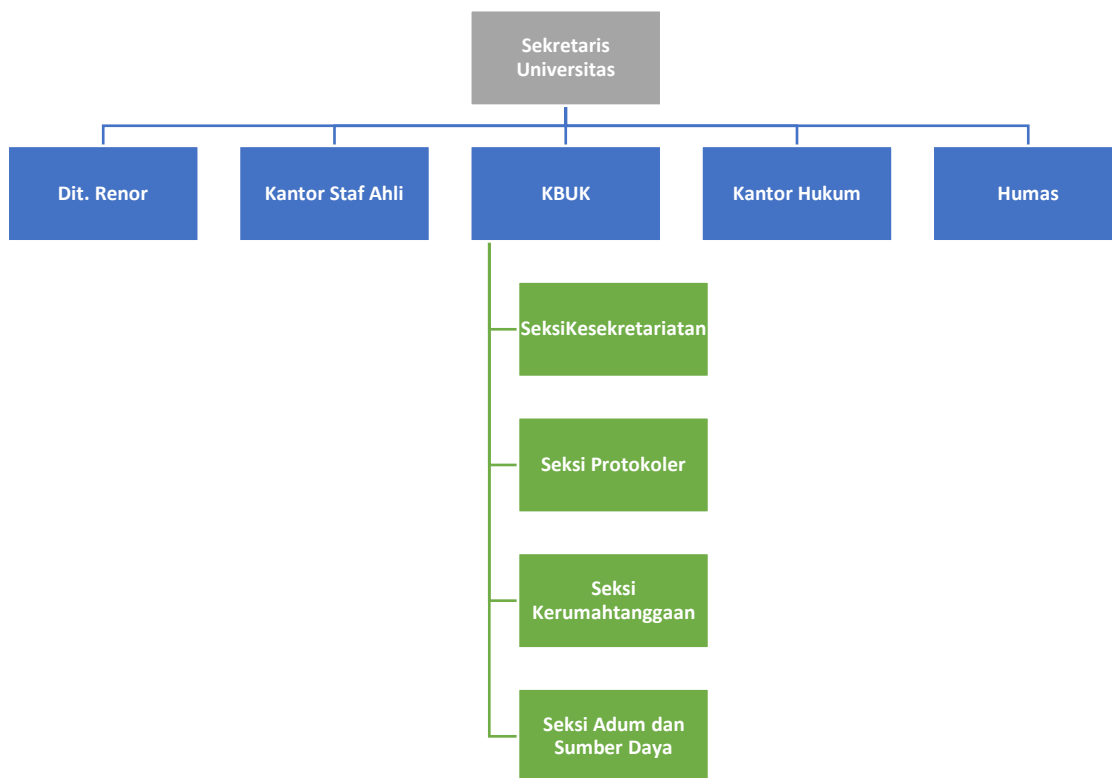 Sekretaris
Universitas
Dit. Renor
Kantor Staf Ahli
KBUK
Kantor Hukum
Humas
SeksiKesekretariatan
Seksi Protokoler
Seksi
Kerumahtanggaan
Seksi Adum dan
Sumber Daya